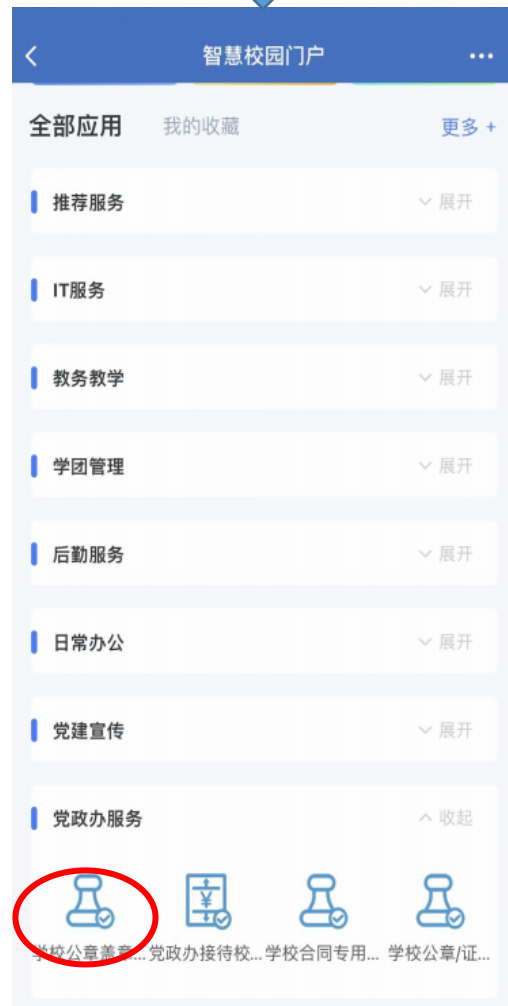 智慧校园门户
全部应用 我的收藏 更多 +
推荐服务 展开
IT服务 展开
教务教学 展开
学团管理 展开
后勤服务 展开
日常办公 展开
党建宣传 展开
党政办服务 收起
学校公章盖章... 党政办接待校... 学校合同专用... 学校公章/证...